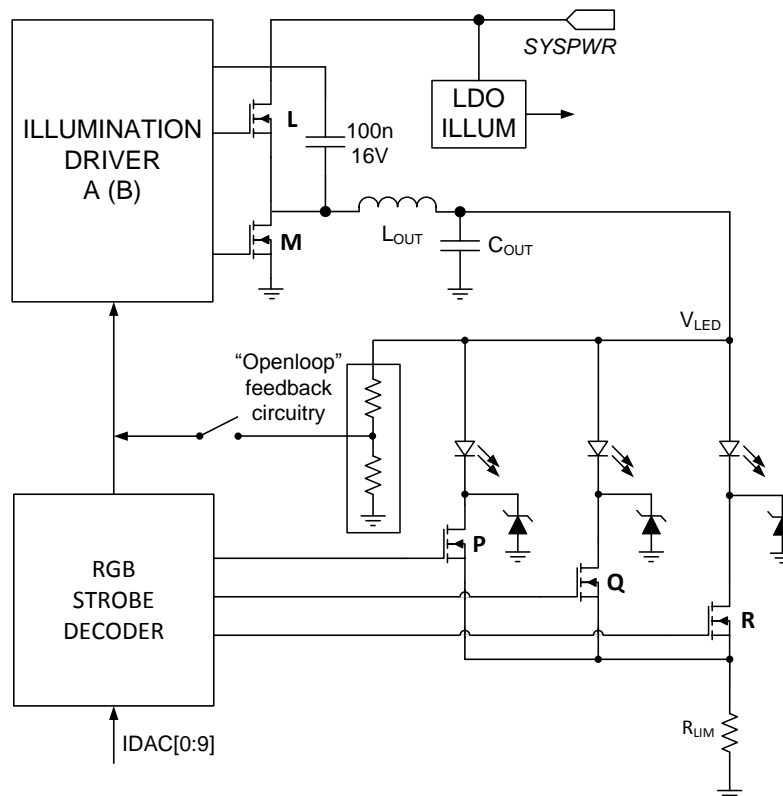 SYSPWR
ILLUMINATION
DRIVER
A (B)
L
100n
16V
LDO
ILLUM
M
LOUT
COUT
VLED
“Openloop”
feedback
circuitry
P
Q
R
RGB
STROBE
DECODER
RLIM
IDAC[0:9]